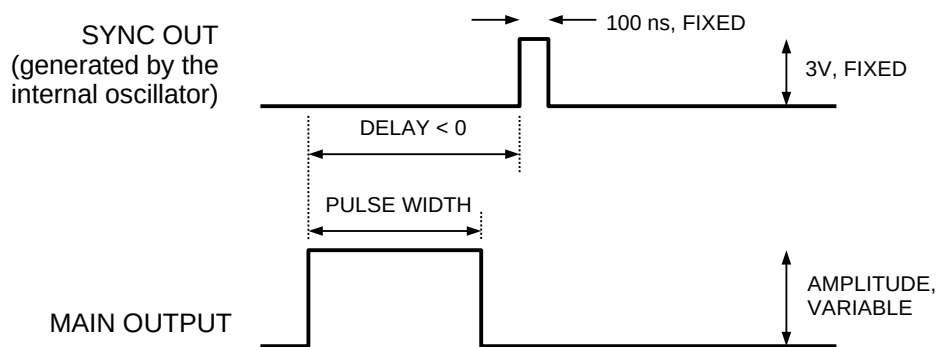 SYNC OUT
(generated by the
internal oscillator)
100 ns, FIXED
3V, FIXED
DELAY < 0
PULSE WIDTH
MAIN OUTPUT
AMPLITUDE,
VARIABLE